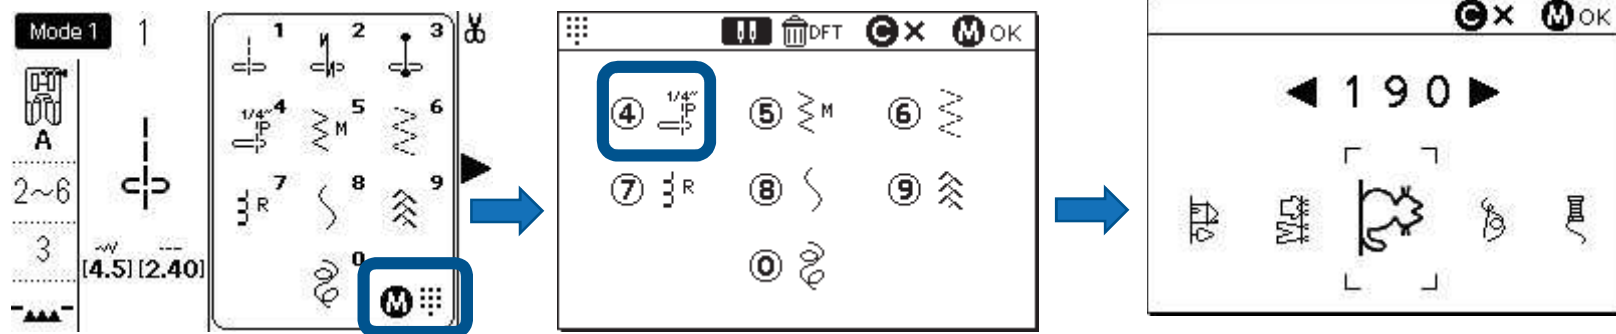 Mode 1 1
1 2 3
1/4" P 4 M 5 6
A
2~6
R 7 8 9
3
[4.5] [2.40]
0
M
DFT C × M OK
④ 1/4" P ⑤ M ⑥
⑦ R ⑧ ⑨
⓪
C × M OK
◀ 190 ▶